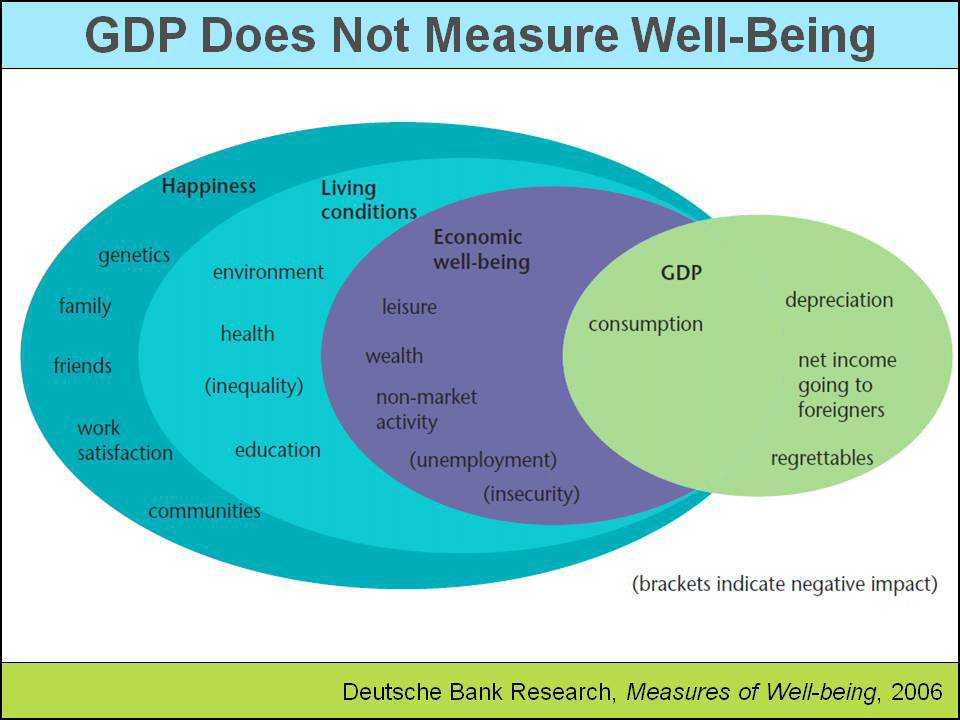 GDP Does Not Measure Well-Being
Happiness
genetics
family
friends
work
satisfaction
communities
Living
conditions
environment
health
(inequality)
education
Economic
well-being
leisure
wealth
non-market
activity
(unemployment)
(insecurity)
GDP
consumption
depreciation
net income
going to
foreigners
regrettables
(brackets indicate negative impact)
Deutsche Bank Research, Measures of Well-being, 2006